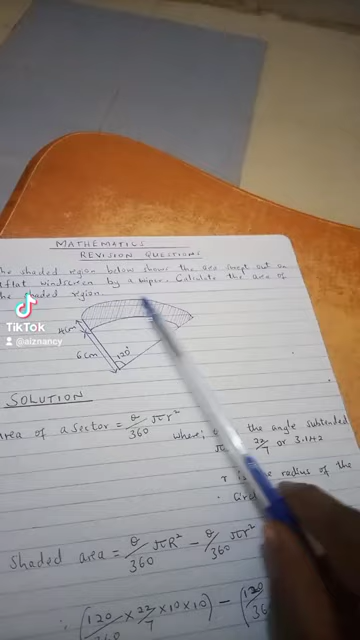 MATHEMATICS
REVISION QUESTIONS
The shaded region below shows the area swept out on
a flat windscreen by a wiper. Calculate the area of
the shaded region.
4cm
6cm
120°
TikTok
@aiznancy
SOLUTION
Area of a sector = θ/360 πr²
where; the angle subtended
22/7 or 3.142
r is the radius of the
Shaded area = θ/360 πR² - θ/360 πr²
∴ (120/360 × 22/7 × 10 × 10) - (120/